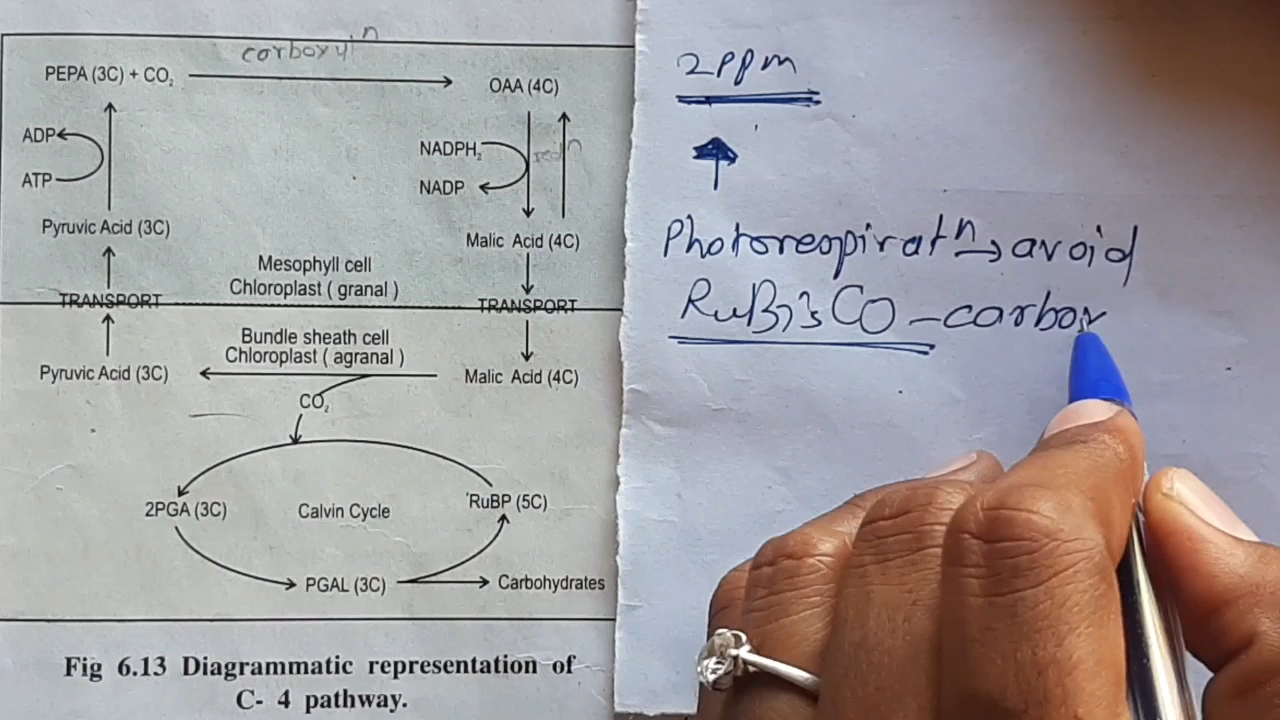 carboxylⁿ
PEPA (3C) + CO₂
OAA (4C)
ADP
ATP
NADPH₂
redⁿ
NADP
Pyruvic Acid (3C)
Malic Acid (4C)
Mesophyll cell
Chloroplast ( granal )
TRANSPORT
TRANSPORT
Bundle sheath cell
Chloroplast ( agranal )
Pyruvic Acid (3C)
Malic Acid (4C)
CO₂
2PGA (3C)
Calvin Cycle
RuBP (5C)
PGAL (3C)
Carbohydrates
Fig 6.13 Diagrammatic representation of
C- 4 pathway.
2ppm
Photorespiratⁿ → avoid
RuBisCO - carbox